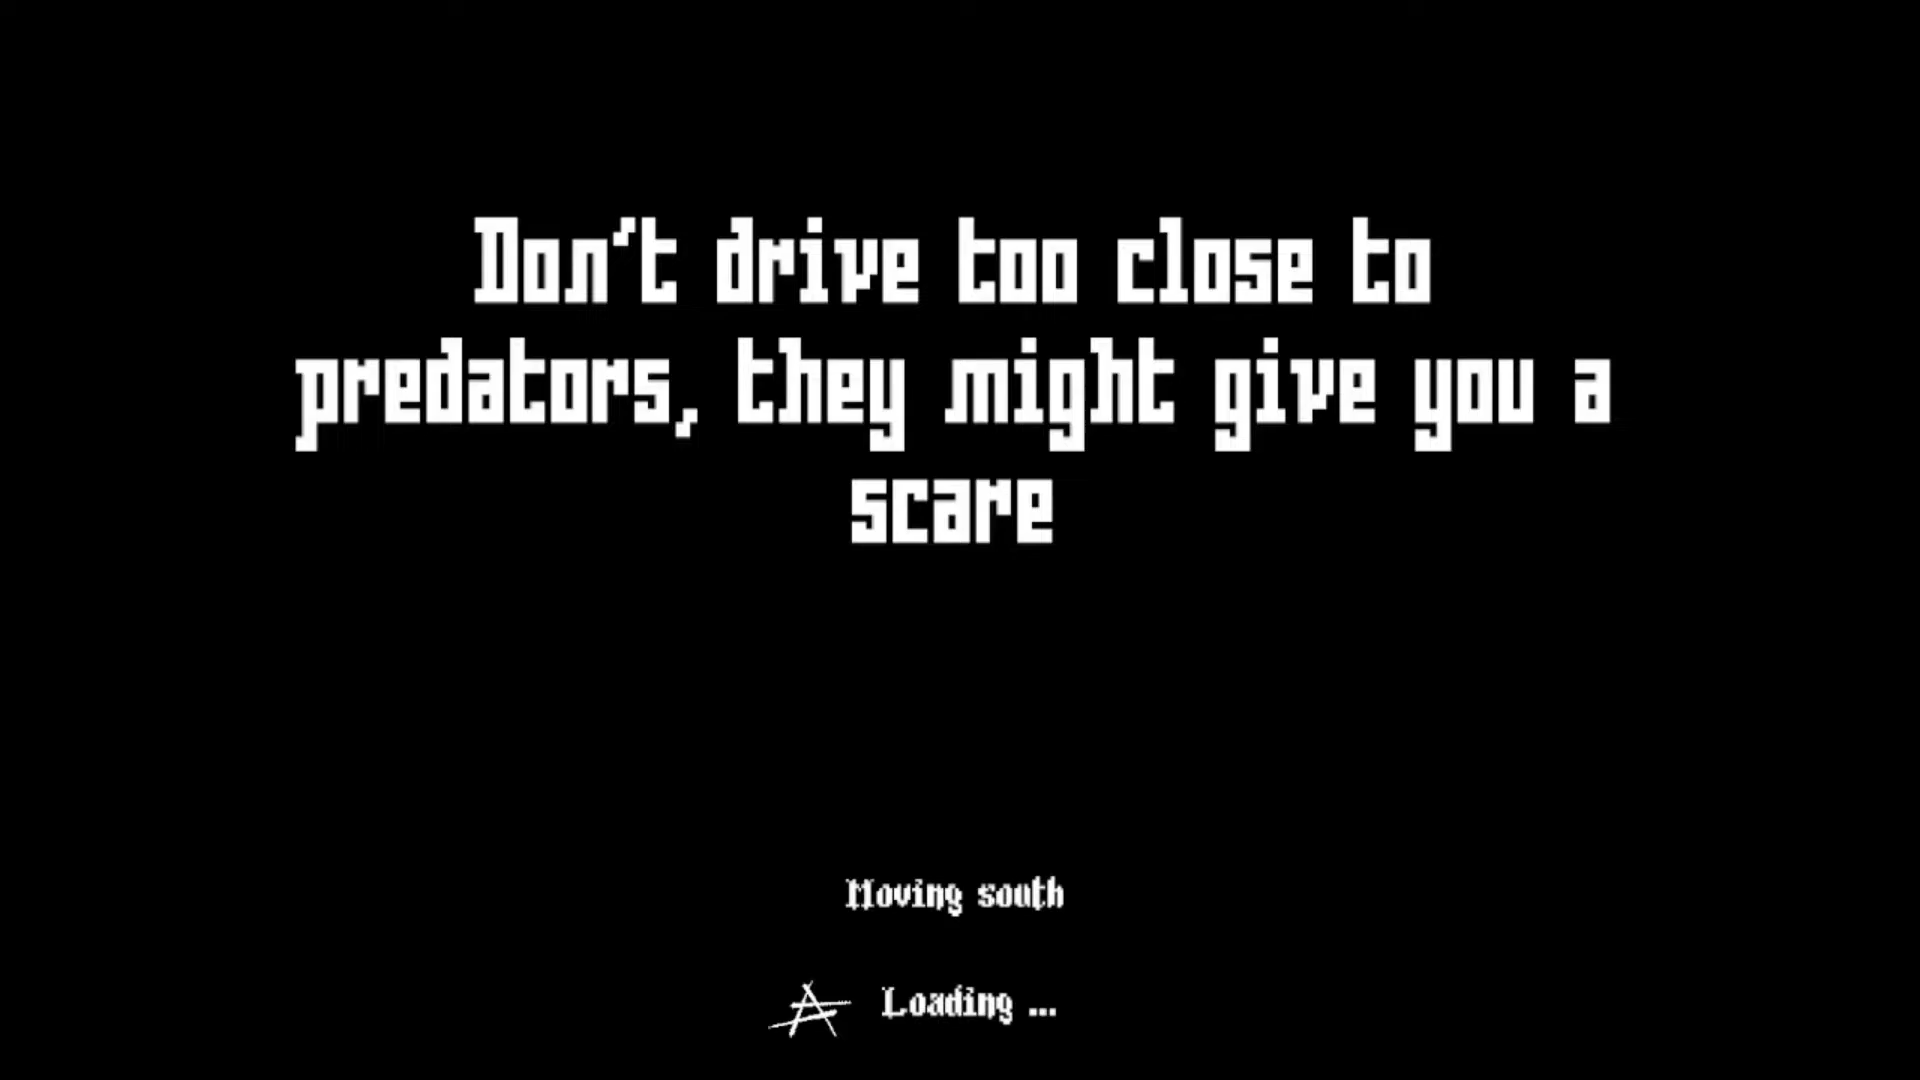 Don't drive too close to
predators, they might give you a
scare
Moving south
Loading ...